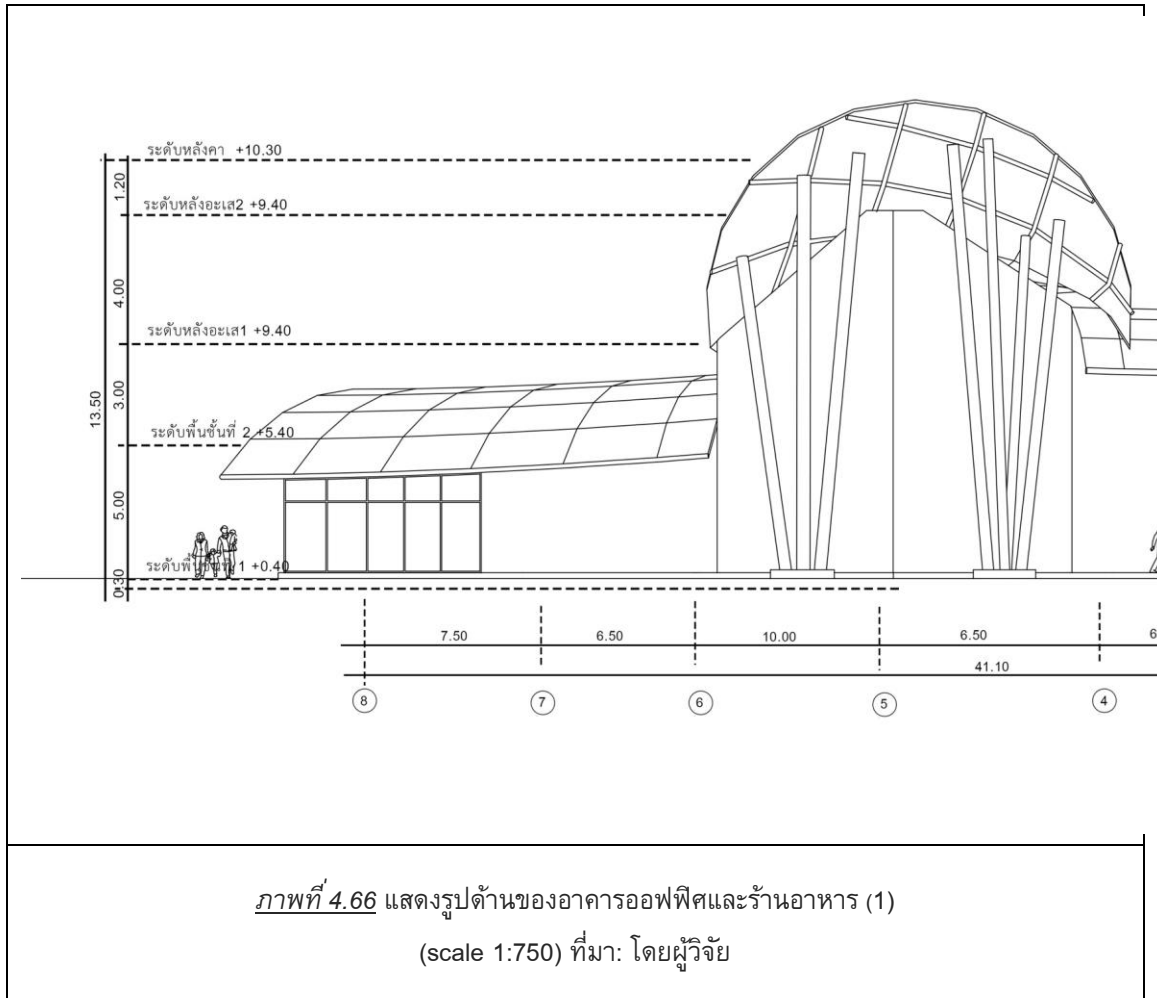 ระดับหลังคา +10.30
1.20
ระดับหลังอะเส2 +9.40
4.00
ระดับหลังอะเส1 +9.40
3.00
13.50
ระดับพื้นชั้นที่ 2 +5.40
5.00
ระดับพื้นชั้นที่ 1 +0.40
0.30
7.50 6.50 10.00 6.50 6
41.10
8 7 6 5 4
ภาพที่ 4.66 แสดงรูปด้านของอาคารออฟฟิศและร้านอาหาร (1)
(scale 1:750) ที่มา: โดยผู้วิจัย